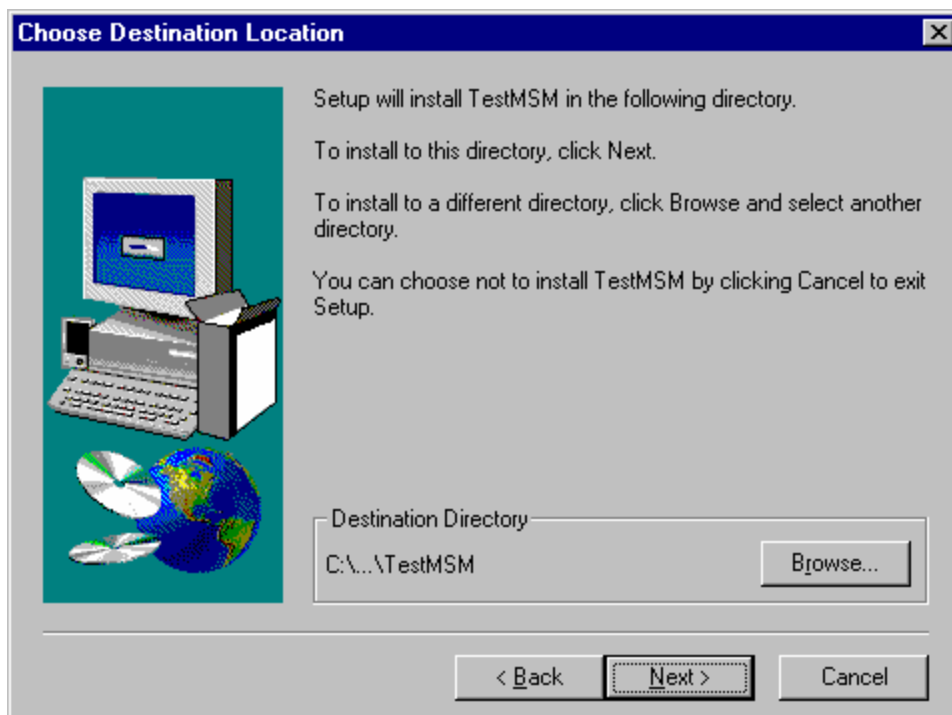 Choose Destination Location
Setup will install TestMSM in the following directory.
To install to this directory, click Next.
To install to a different directory, click Browse and select another
directory.
You can choose not to install TestMSM by clicking Cancel to exit
Setup.
Destination Directory
C:\...\TestMSM
Browse...
< Back
Next >
Cancel